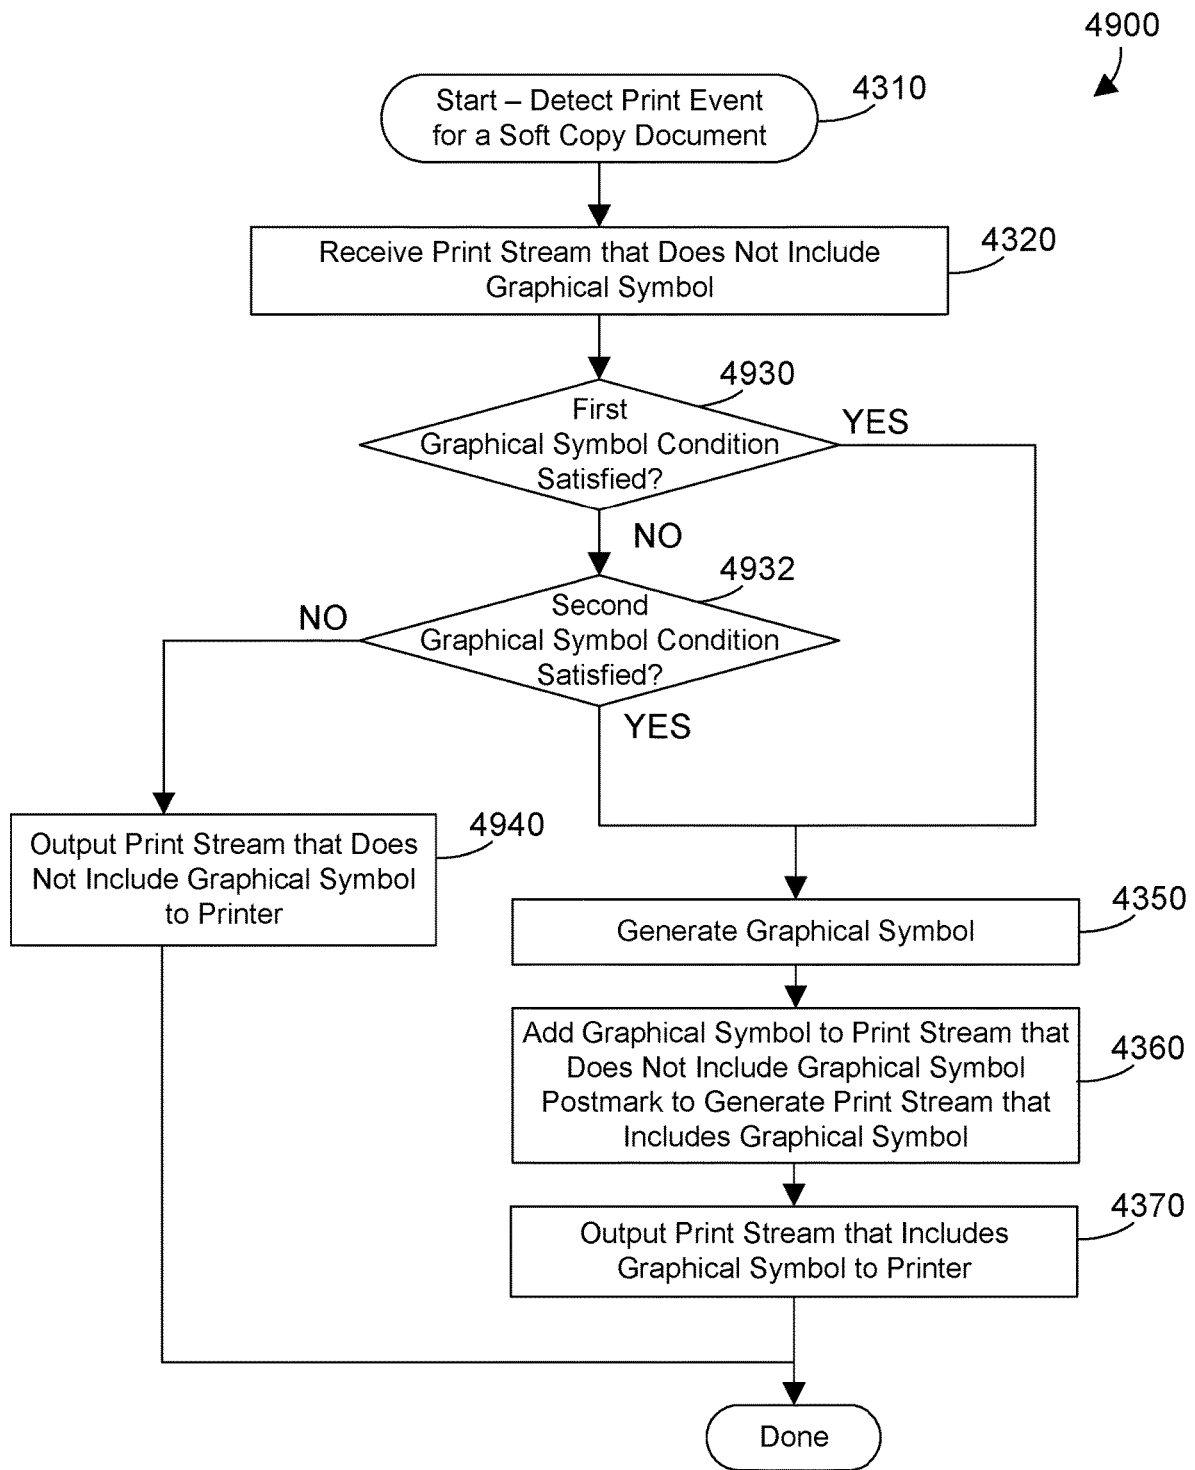 4900
Start – Detect Print Event
for a Soft Copy Document
4310
Receive Print Stream that Does Not Include
Graphical Symbol
4320
4930
First
Graphical Symbol Condition
Satisfied?
YES
NO
4932
Second
Graphical Symbol Condition
Satisfied?
NO
YES
Output Print Stream that Does
Not Include Graphical Symbol
to Printer
4940
Generate Graphical Symbol
4350
Add Graphical Symbol to Print Stream that
Does Not Include Graphical Symbol
Postmark to Generate Print Stream that
Includes Graphical Symbol
4360
Output Print Stream that Includes
Graphical Symbol to Printer
4370
Done